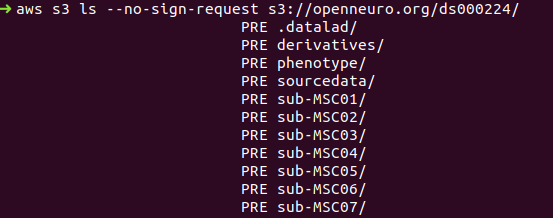 ➜ aws s3 ls --no-sign-request s3://openneuro.org/ds000224/
PRE .datalad/
PRE derivatives/
PRE phenotype/
PRE sourcedata/
PRE sub-MSC01/
PRE sub-MSC02/
PRE sub-MSC03/
PRE sub-MSC04/
PRE sub-MSC05/
PRE sub-MSC06/
PRE sub-MSC07/